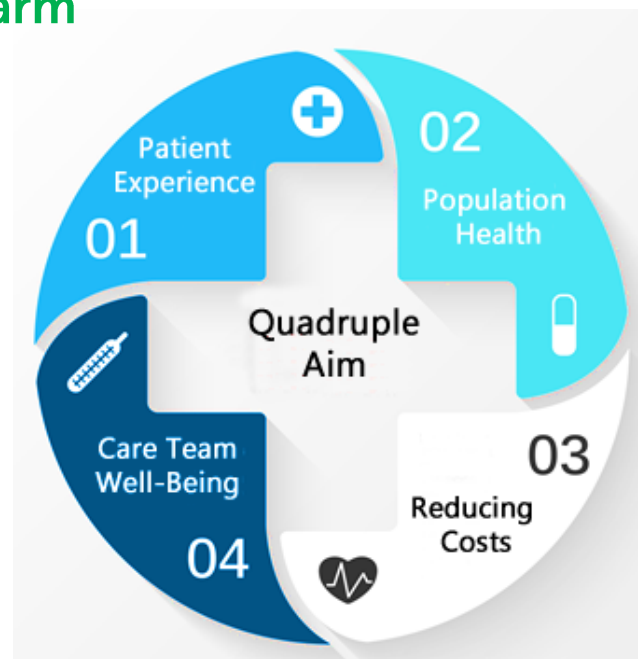 arm
Patient
Experience
01
02
Population
Health
Quadruple
Aim
03
Reducing
Costs
Care Team
Well-Being
04